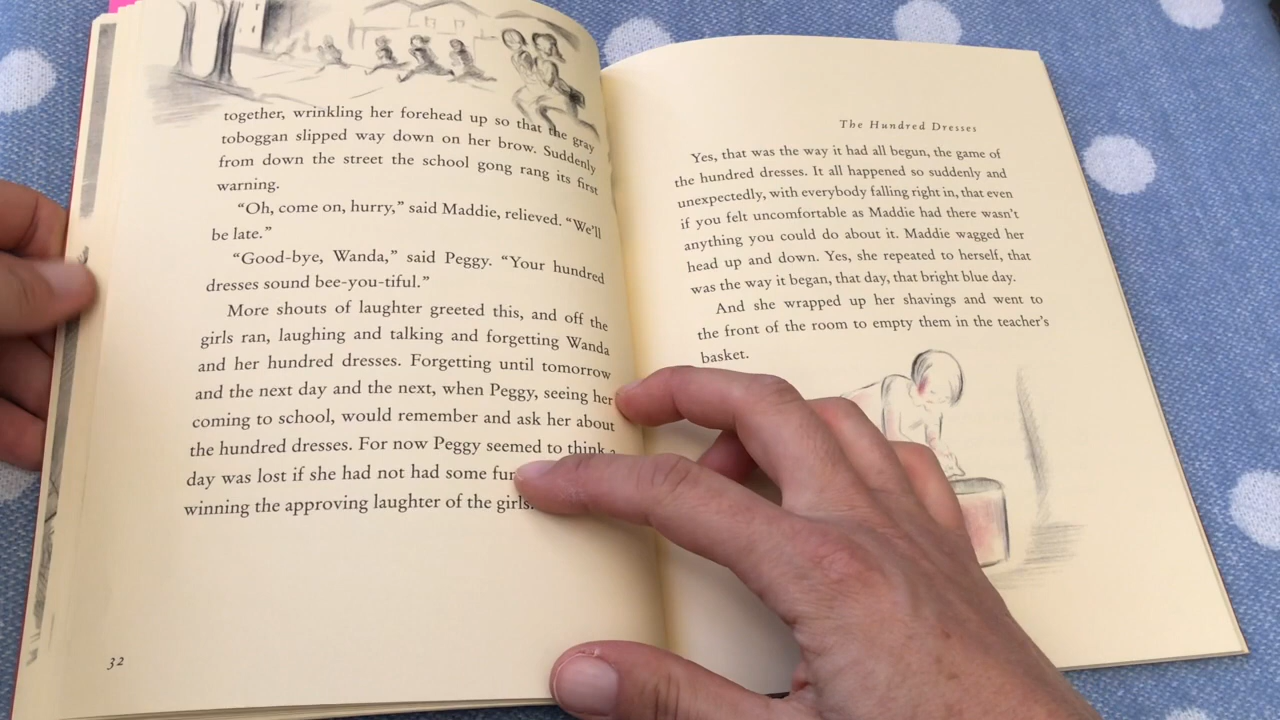 together, wrinkling her forehead up so that the gray
toboggan slipped way down on her brow. Suddenly
from down the street the school gong rang its first
warning.
“Oh, come on, hurry,” said Maddie, relieved. “We’ll
be late.”
“Good-bye, Wanda,” said Peggy. “Your hundred
dresses sound bee-you-tiful.”
More shouts of laughter greeted this, and off the
girls ran, laughing and talking and forgetting Wanda
and her hundred dresses. Forgetting until tomorrow
and the next day and the next, when Peggy, seeing her
coming to school, would remember and ask her about
the hundred dresses. For now Peggy seemed to think a
day was lost if she had not had some
winning the approving laughter of the girls.
32
The Hundred Dresses
Yes, that was the way it had all begun, the game of
the hundred dresses. It all happened so suddenly and
unexpectedly, with everybody falling right in, that even
if you felt uncomfortable as Maddie had there wasn’t
anything you could do about it. Maddie wagged her
head up and down. Yes, she repeated to herself, that
was the way it began, that day, that bright blue day.
And she wrapped up her shavings and went to
the front of the room to empty them in the teacher’s
basket.